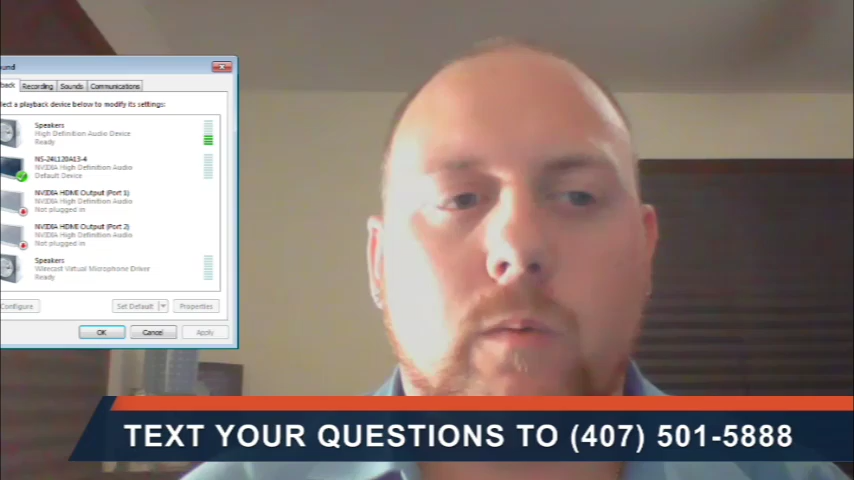 und
back Recording Sounds Communications
lect a playback device below to modify its settings:
Speakers
High Definition Audio Device
Ready
NS-24L120A13-4
NVIDIA High Definition Audio
Default Device
NVIDIA HDMI Output (Port 1)
NVIDIA High Definition Audio
Not plugged in
NVIDIA HDMI Output (Port 2)
NVIDIA High Definition Audio
Not plugged in
Speakers
Wirecast Virtual Microphone Driver
Ready
Configure Set Default Properties
OK Cancel Apply
TEXT YOUR QUESTIONS TO (407) 501-5888